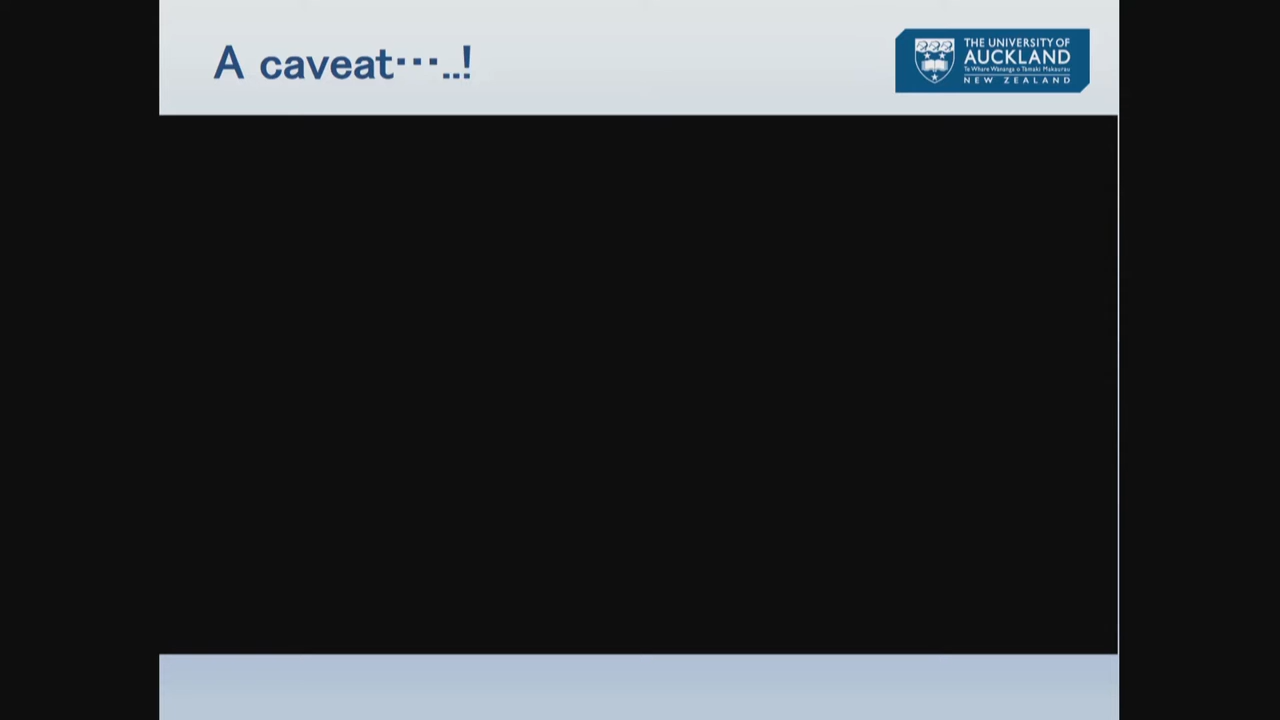 A caveat⋯..!
THE UNIVERSITY OF
AUCKLAND
Te Whare Wānanga o Tāmaki Makaurau
NEW ZEALAND